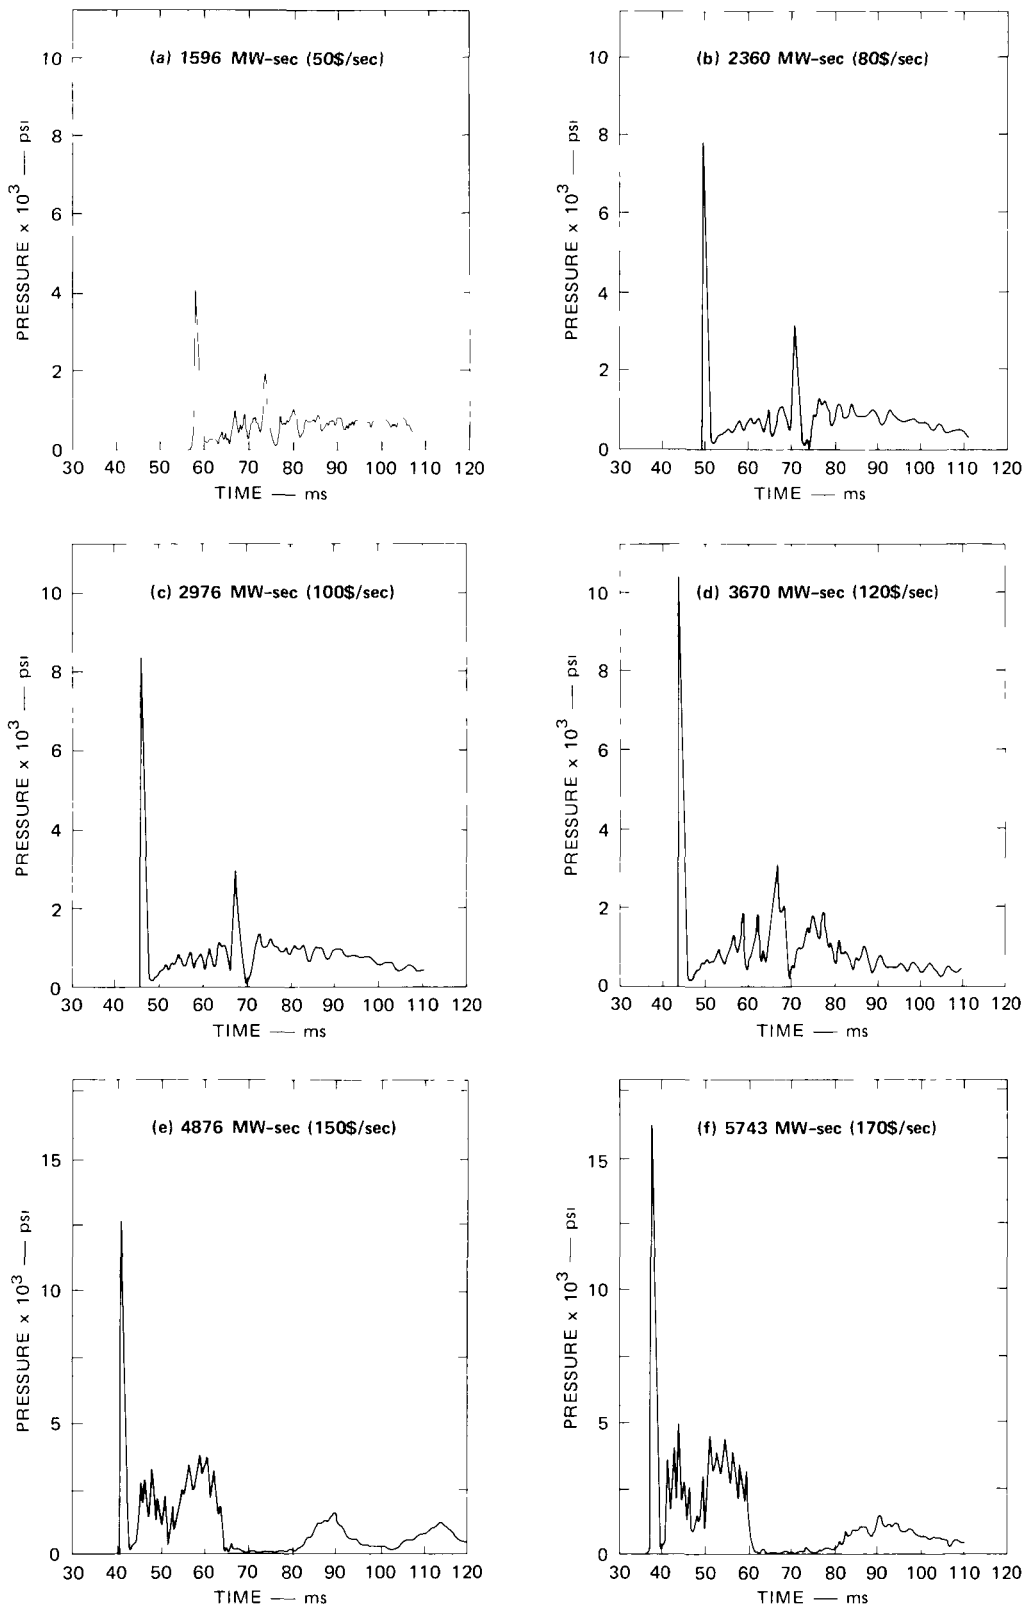 (a) 1596 MW-sec (50$/sec)
PRESSURE x 10³ — psi
10
8
6
4
2
0
30 40 50 60 70 80 90 100 110 120
TIME — ms
(b) 2360 MW-sec (80$/sec)
PRESSURE x 10³ — psi
10
8
6
4
2
0
30 40 50 60 70 80 90 100 110 120
TIME — ms
(c) 2976 MW-sec (100$/sec)
PRESSURE x 10³ — psi
10
8
6
4
2
0
30 40 50 60 70 80 90 100 110 120
TIME — ms
(d) 3670 MW-sec (120$/sec)
PRESSURE x 10³ — psi
10
8
6
4
2
0
30 40 50 60 70 80 90 100 110 120
TIME — ms
(e) 4876 MW-sec (150$/sec)
PRESSURE x 10³ — psi
15
10
5
0
30 40 50 60 70 80 90 100 110 120
TIME — ms
(f) 5743 MW-sec (170$/sec)
PRESSURE x 10³ — psi
15
10
5
0
30 40 50 60 70 80 90 100 110 120
TIME — ms